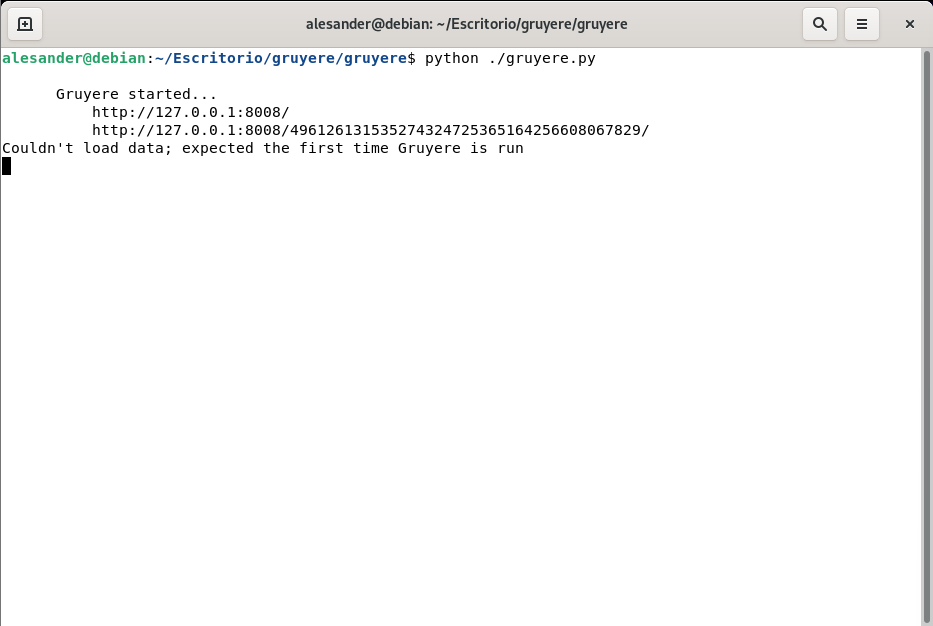 alesander@debian: ~/Escritorio/gruyere/gruyere
alesander@debian:~/Escritorio/gruyere/gruyere$ python ./gruyere.py
Gruyere started...
http://127.0.0.1:8008/
http://127.0.0.1:8008/496126131535274324725365164256608067829/
Couldn't load data; expected the first time Gruyere is run